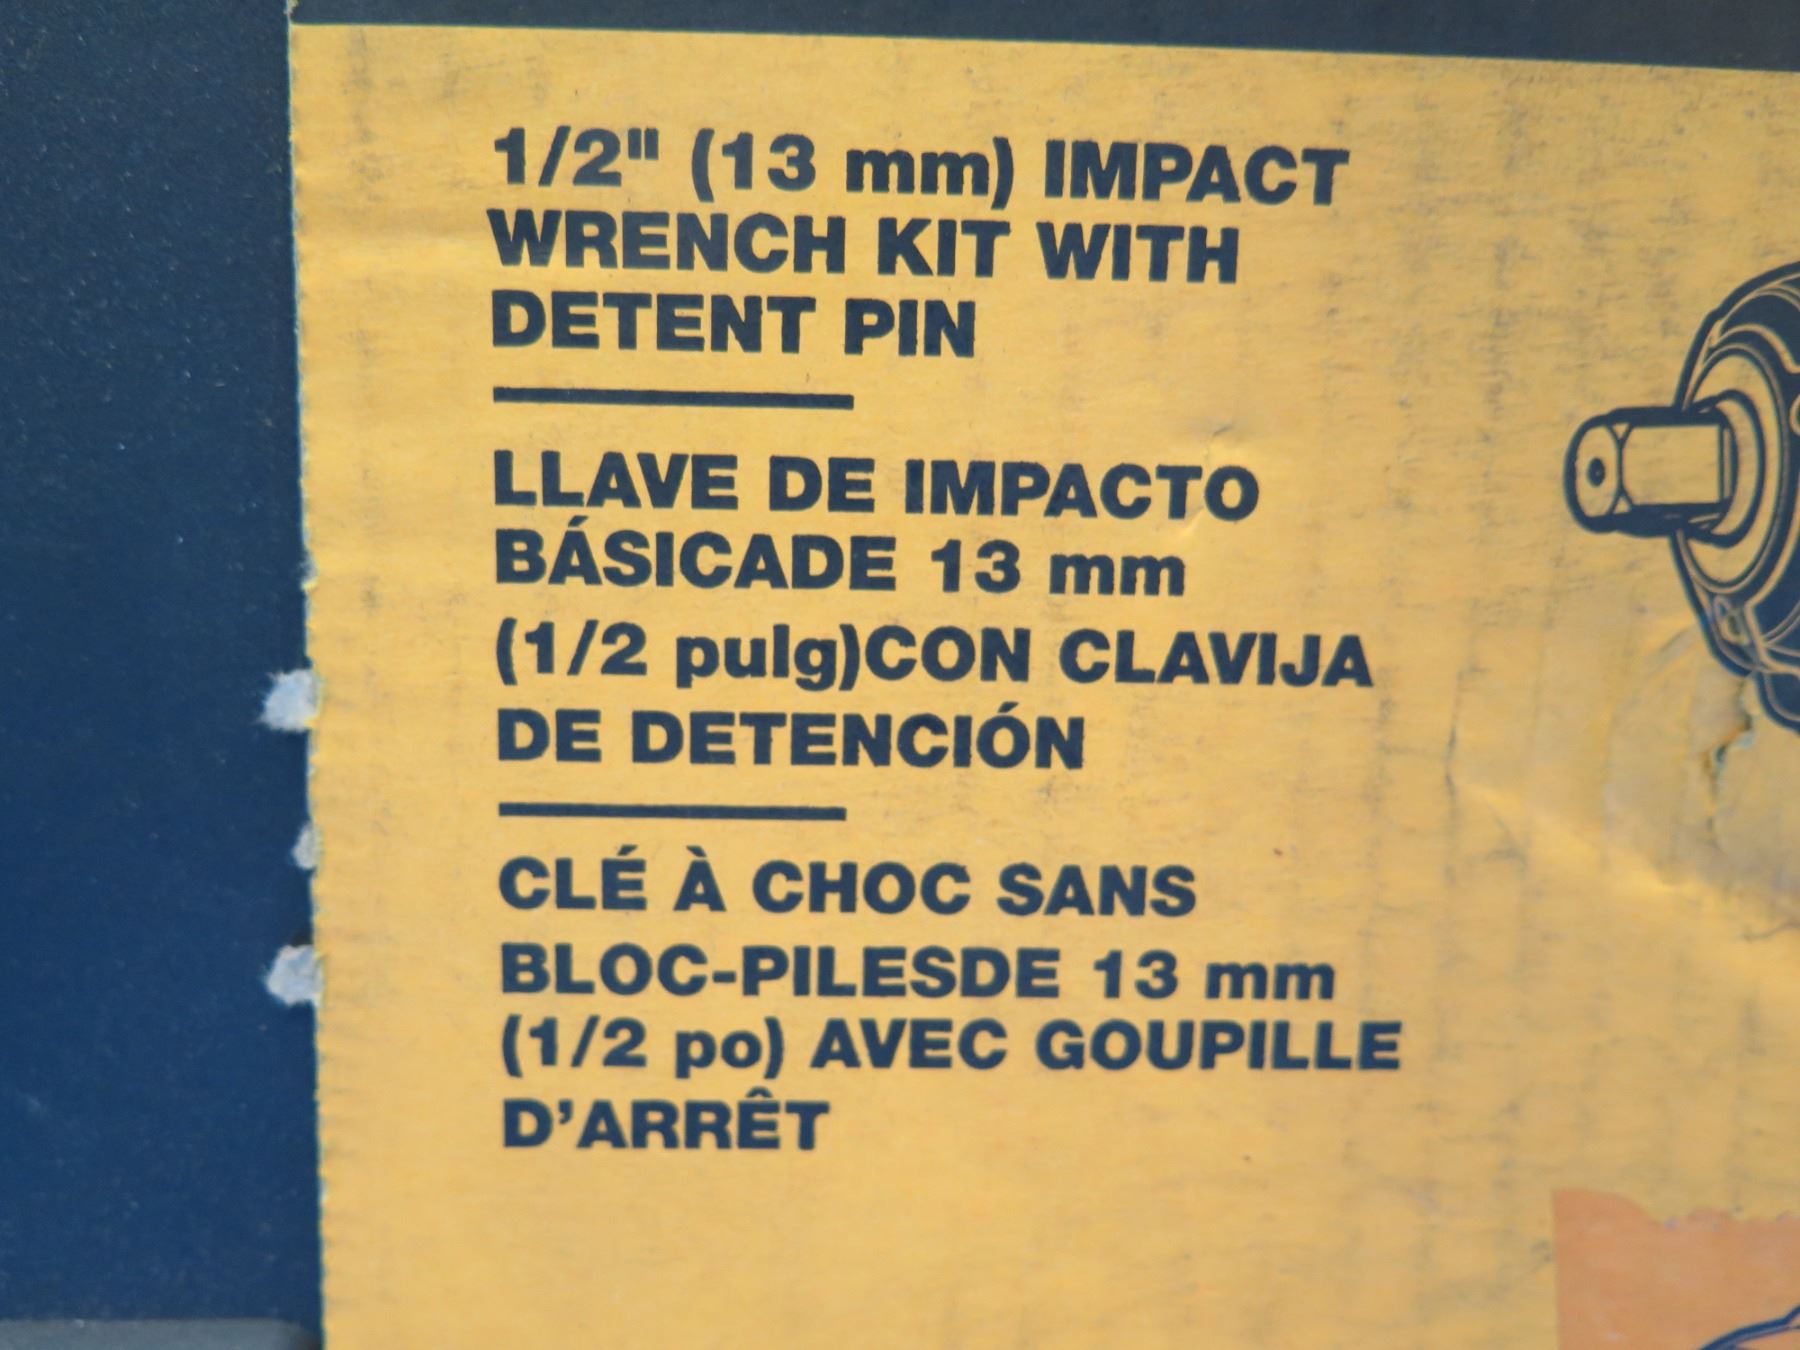 1/2" (13 mm) IMPACT
WRENCH KIT WITH
DETENT PIN
LLAVE DE IMPACTO
BÁSICADE 13 mm
(1/2 pulg)CON CLAVIJA
DE DETENCIÓN
CLÉ À CHOC SANS
BLOC-PILESDE 13 mm
(1/2 po) AVEC GOUPILLE
D'ARRÊT